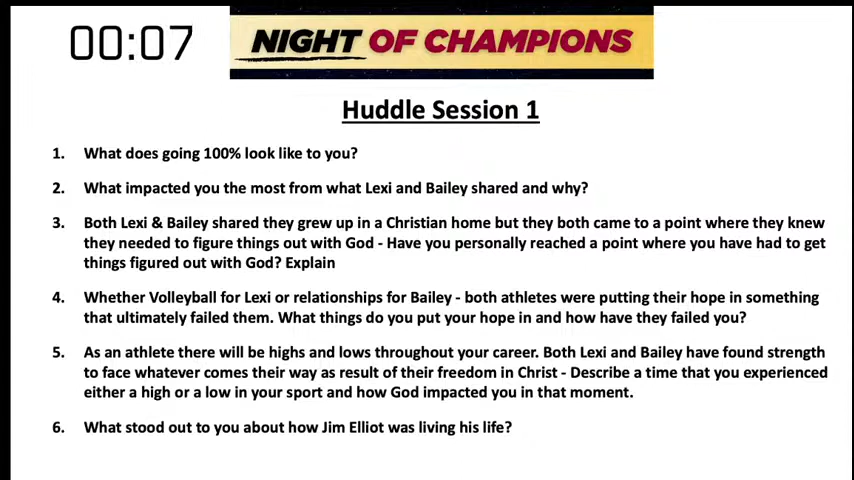 00:07
NIGHT OF CHAMPIONS
Huddle Session 1
1. What does going 100% look like to you?
2. What impacted you the most from what Lexi and Bailey shared and why?
3. Both Lexi & Bailey shared they grew up in a Christian home but they both came to a point where they knew
they needed to figure things out with God - Have you personally reached a point where you have had to get
things figured out with God? Explain
4. Whether Volleyball for Lexi or relationships for Bailey - both athletes were putting their hope in something
that ultimately failed them. What things do you put your hope in and how have they failed you?
5. As an athlete there will be highs and lows throughout your career. Both Lexi and Bailey have found strength
to face whatever comes their way as result of their freedom in Christ - Describe a time that you experienced
either a high or a low in your sport and how God impacted you in that moment.
6. What stood out to you about how Jim Elliot was living his life?